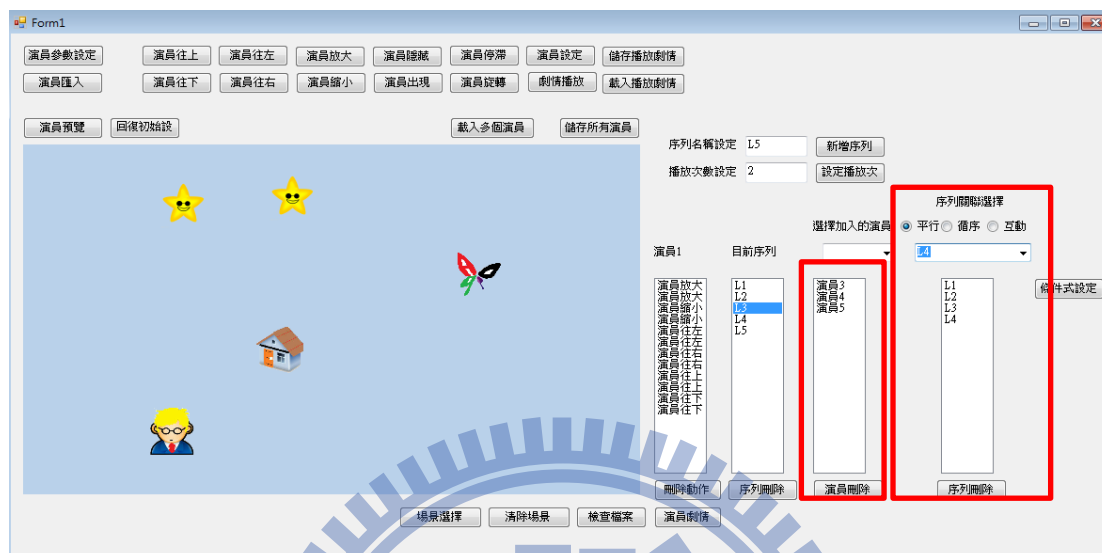 Form1
演員參數設定 演員往上 演員往左 演員放大 演員隱藏 演員停滯 演員設定 儲存播放劇情
演員匯入 演員往下 演員往右 演員縮小 演員出現 演員旋轉 劇情播放 載入播放劇情
演員預覽 回復初始設 載入多個演員 儲存所有演員
序列名稱設定 L5 新增序列
播放次數設定 2 設定播放次
序列關聯選擇
選擇加入的演員 平行 循序 互動
演員1 目前序列 L4
演員放大 L1 演員3 L1 條件式設定
演員放大 L2 演員4 L2
演員縮小 L3 演員5 L3
演員縮小 L4 L4
演員往左 L5
演員往左
演員往右
演員往右
演員往上
演員往上
演員往下
演員往下
刪除動作 序列刪除 演員刪除 序列刪除
場景選擇 清除場景 檢查檔案 演員劇情